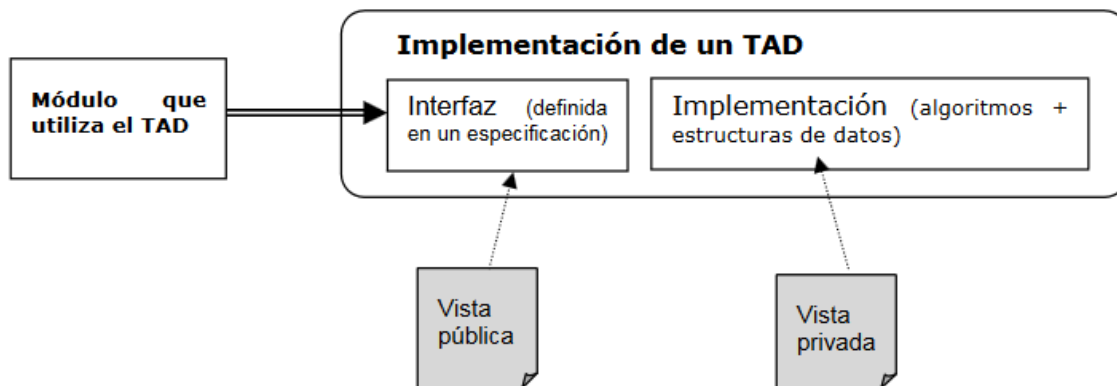 Implementación de un TAD
Módulo que
utiliza el TAD
Interfaz (definida
en un especificación)
Implementación (algoritmos +
estructuras de datos)
Vista
pública
Vista
privada